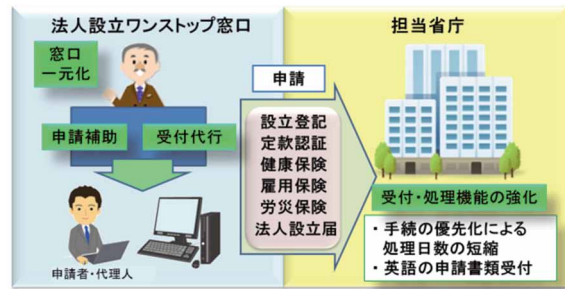 法人設立ワンストップ窓口
窓口
一元化
申請補助
受付代行
申請者・代理人
申請
設立登記
定款認証
健康保険
雇用保険
労災保険
法人設立届
担当省庁
受付・処理機能の強化
・手続の優先化による
処理日数の短縮
・英語の申請書類受付